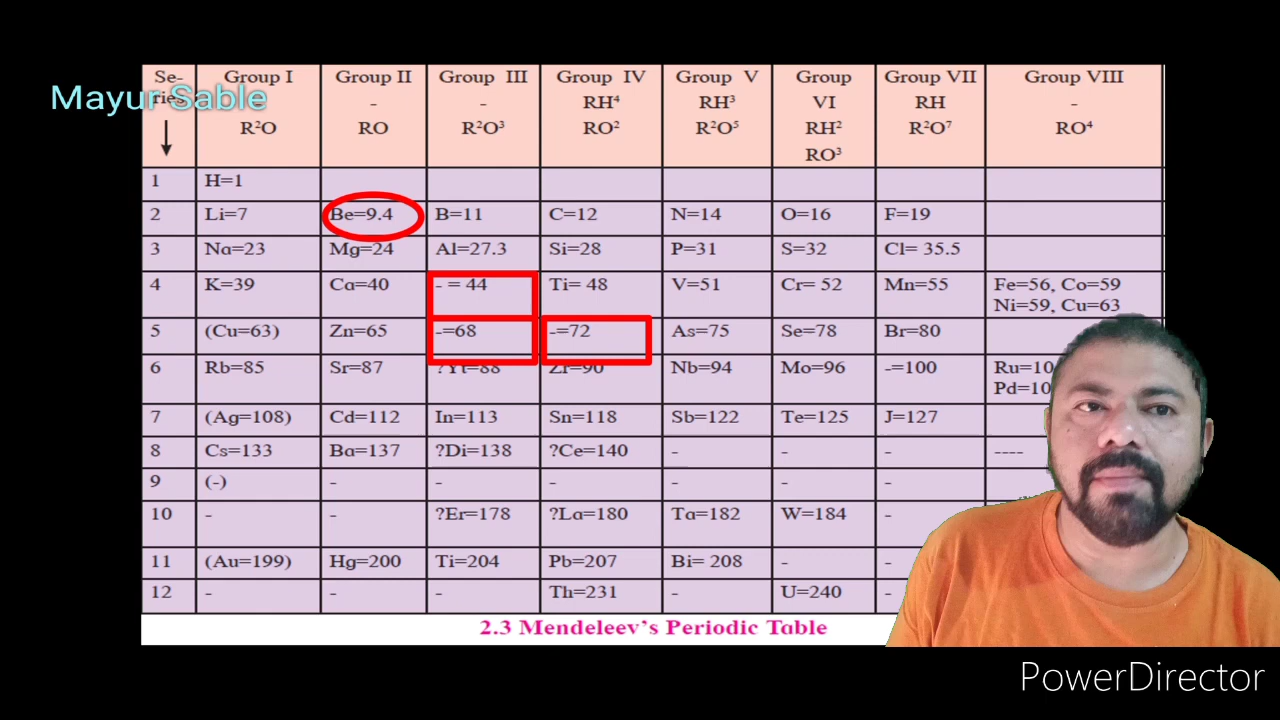 Mayur Sable
Se- Group I Group II Group III Group IV Group V Group Group VII Group VIII
ries - - - RH⁴ RH³ VI RH -
R²O RO R²O³ RO² R²O⁵ RH² R²O⁷ RO⁴
RO³
1 H=1
2 Li=7 Be=9.4 B=11 C=12 N=14 O=16 F=19
3 Na=23 Mg=24 Al=27.3 Si=28 P=31 S=32 Cl= 35.5
4 K=39 Ca=40 - = 44 Ti= 48 V=51 Cr= 52 Mn=55 Fe=56, Co=59
Ni=59, Cu=63
5 (Cu=63) Zn=65 -=68 -=72 As=75 Se=78 Br=80
6 Rb=85 Sr=87 ?Yt=88 Zr=90 Nb=94 Mo=96 -=100
7 (Ag=108) Cd=112 In=113 Sn=118 Sb=122 Te=125 J=127
8 Cs=133 Ba=137 ?Di=138 ?Ce=140 - - - ----
9 (-) - - - - - -
10 - - ?Er=178 ?La=180 Ta=182 W=184 -
11 (Au=199) Hg=200 Ti=204 Pb=207 Bi= 208 - -
12 - - - Th=231 - U=240 -
2.3 Mendeleev's Periodic Table
PowerDirector